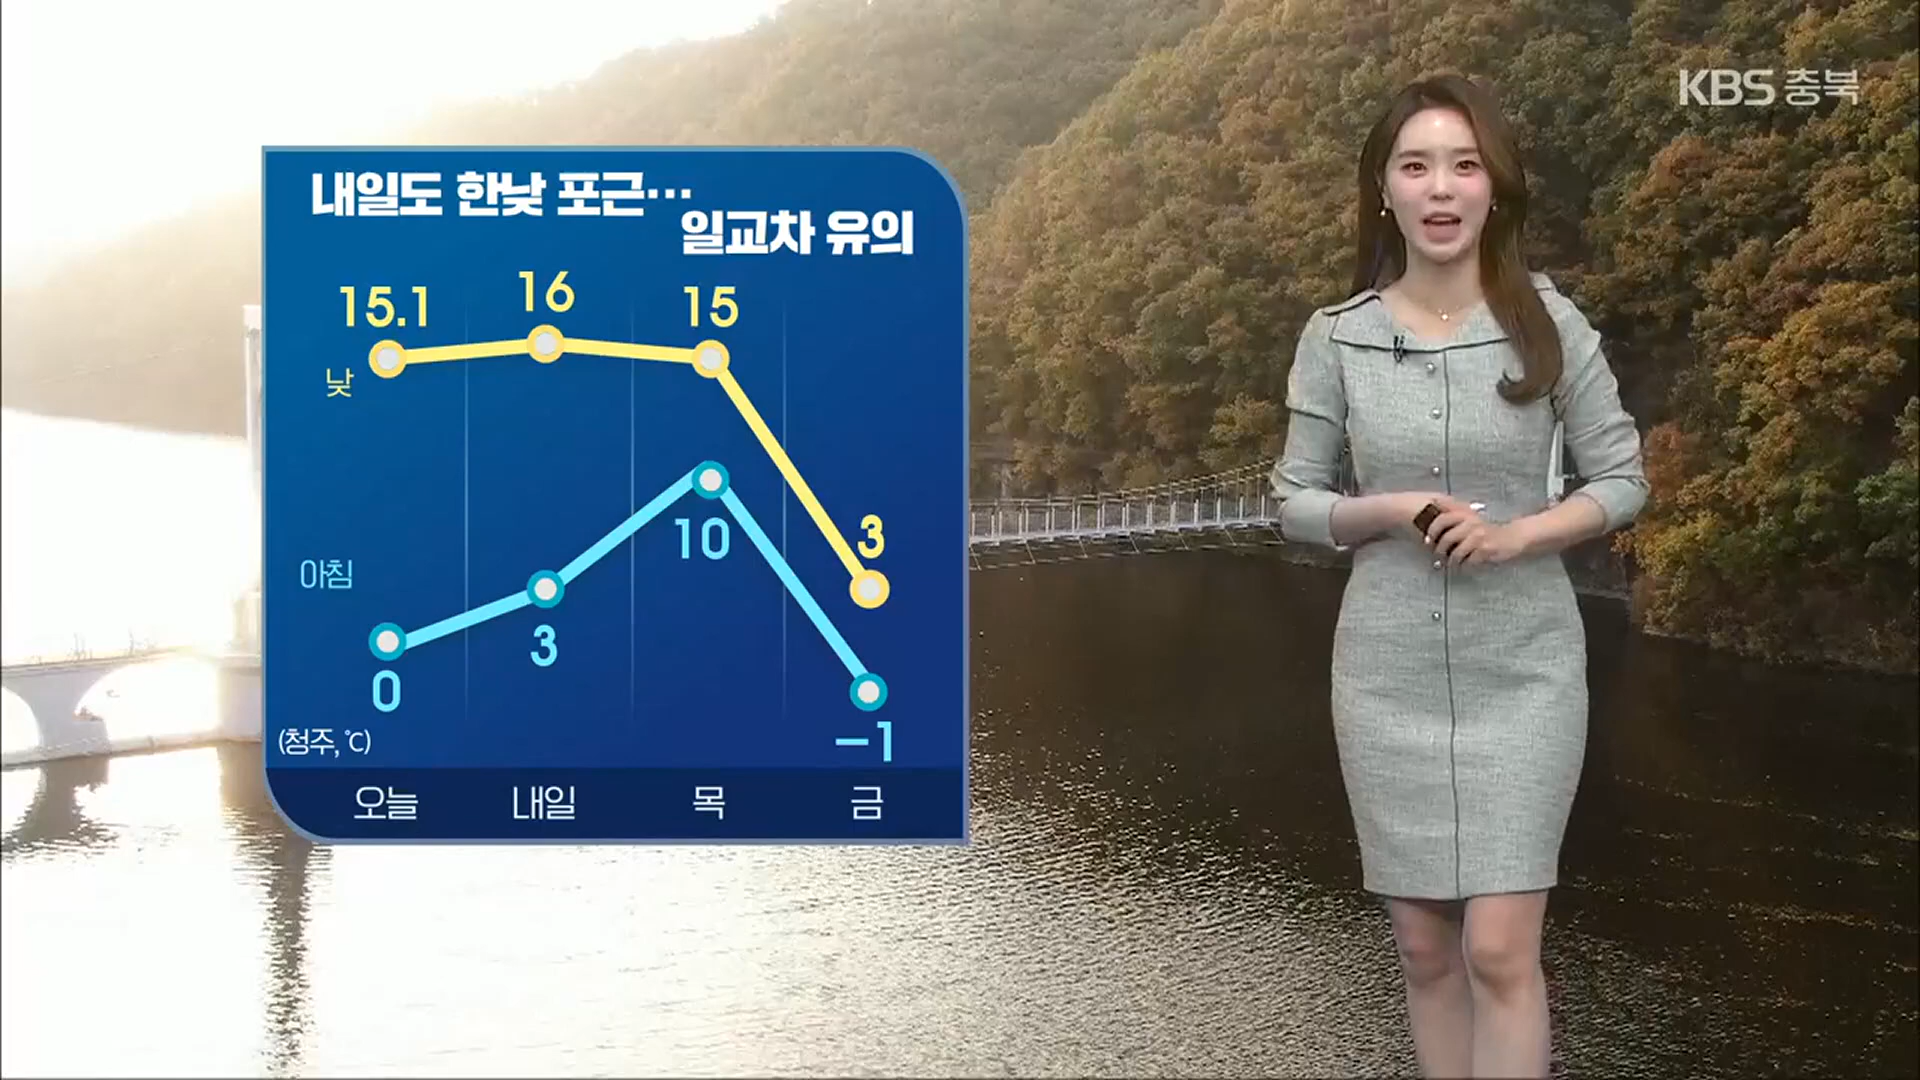 KBS 충북
내일도 한낮 포근…
일교차 유의
15.1
16
15
3
낮
아침
0
3
10
-1
(청주, ℃)
오늘
내일
목
금